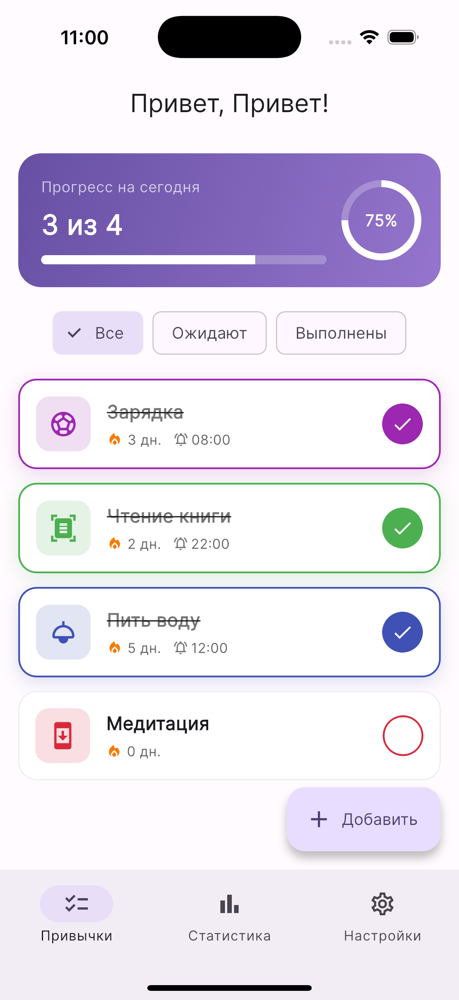 11:00
Привет, Привет!
Прогресс на сегодня
3 из 4
75%
Все
Ожидают
Выполнены
Зарядка
3 дн.
08:00
Чтение книги
2 дн.
22:00
Пить воду
5 дн.
12:00
Медитация
0 дн.
Добавить
Привычки
Статистика
Настройки